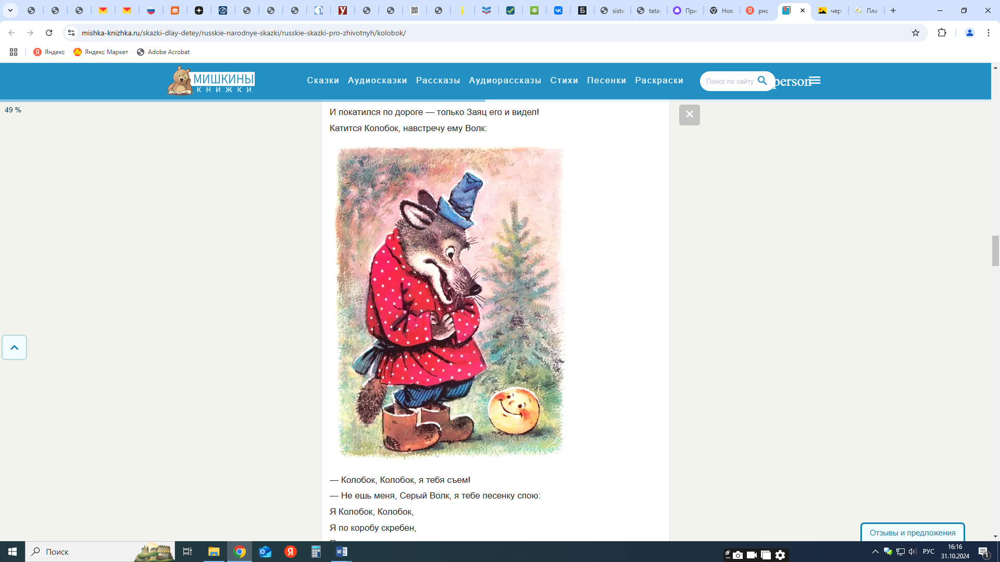 siste
tatar
При
Нов
рнс
чер
Пла
mishka-knizhka.ru/skazki-dlay-detey/russkie-narodnye-skazki/russkie-skazki-pro-zhivotnyh/kolobok/
Яндекс
Яндекс Маркет
Adobe Acrobat
МИШКИНЫ
КНИЖКИ
Сказки Аудиосказки Рассказы Аудиорассказы Стихи Песенки Раскраски
Поиск по сайту
person
49 %
И покатился по дороге — только Заяц его и видел!
Катится Колобок, навстречу ему Волк:
— Колобок, Колобок, я тебя съем!
— Не ешь меня, Серый Волк, я тебе песенку спою:
Я Колобок, Колобок,
Я по коробу скребен,
Отзывы и предложения
Поиск
РУС
16:16
31.10.2024
1